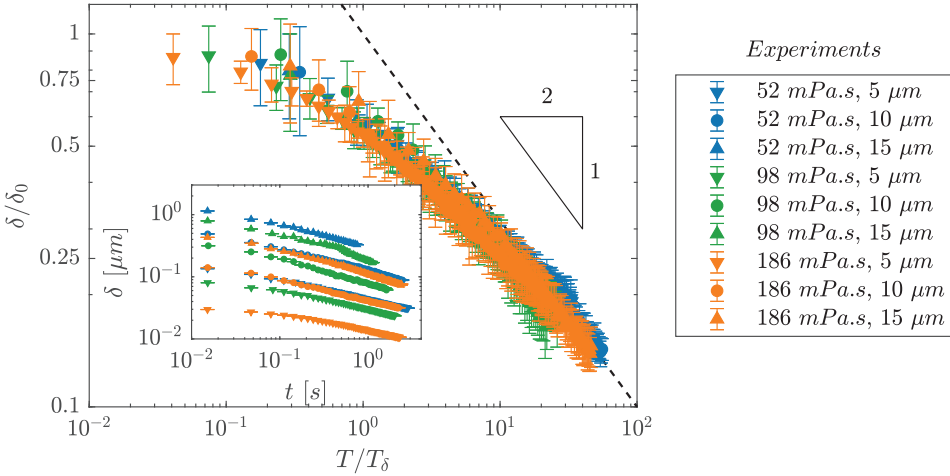 1
0.75
0.5
0.25
0.1
δ/δ0
10^-2
10^-1
10^0
10^1
10^2
T/Tδ
2
1
10^0
10^-1
10^-2
δ [μm]
10^-2
10^-1
10^0
t [s]
Experiments
52 mPa.s, 5 μm
52 mPa.s, 10 μm
52 mPa.s, 15 μm
98 mPa.s, 5 μm
98 mPa.s, 10 μm
98 mPa.s, 15 μm
186 mPa.s, 5 μm
186 mPa.s, 10 μm
186 mPa.s, 15 μm